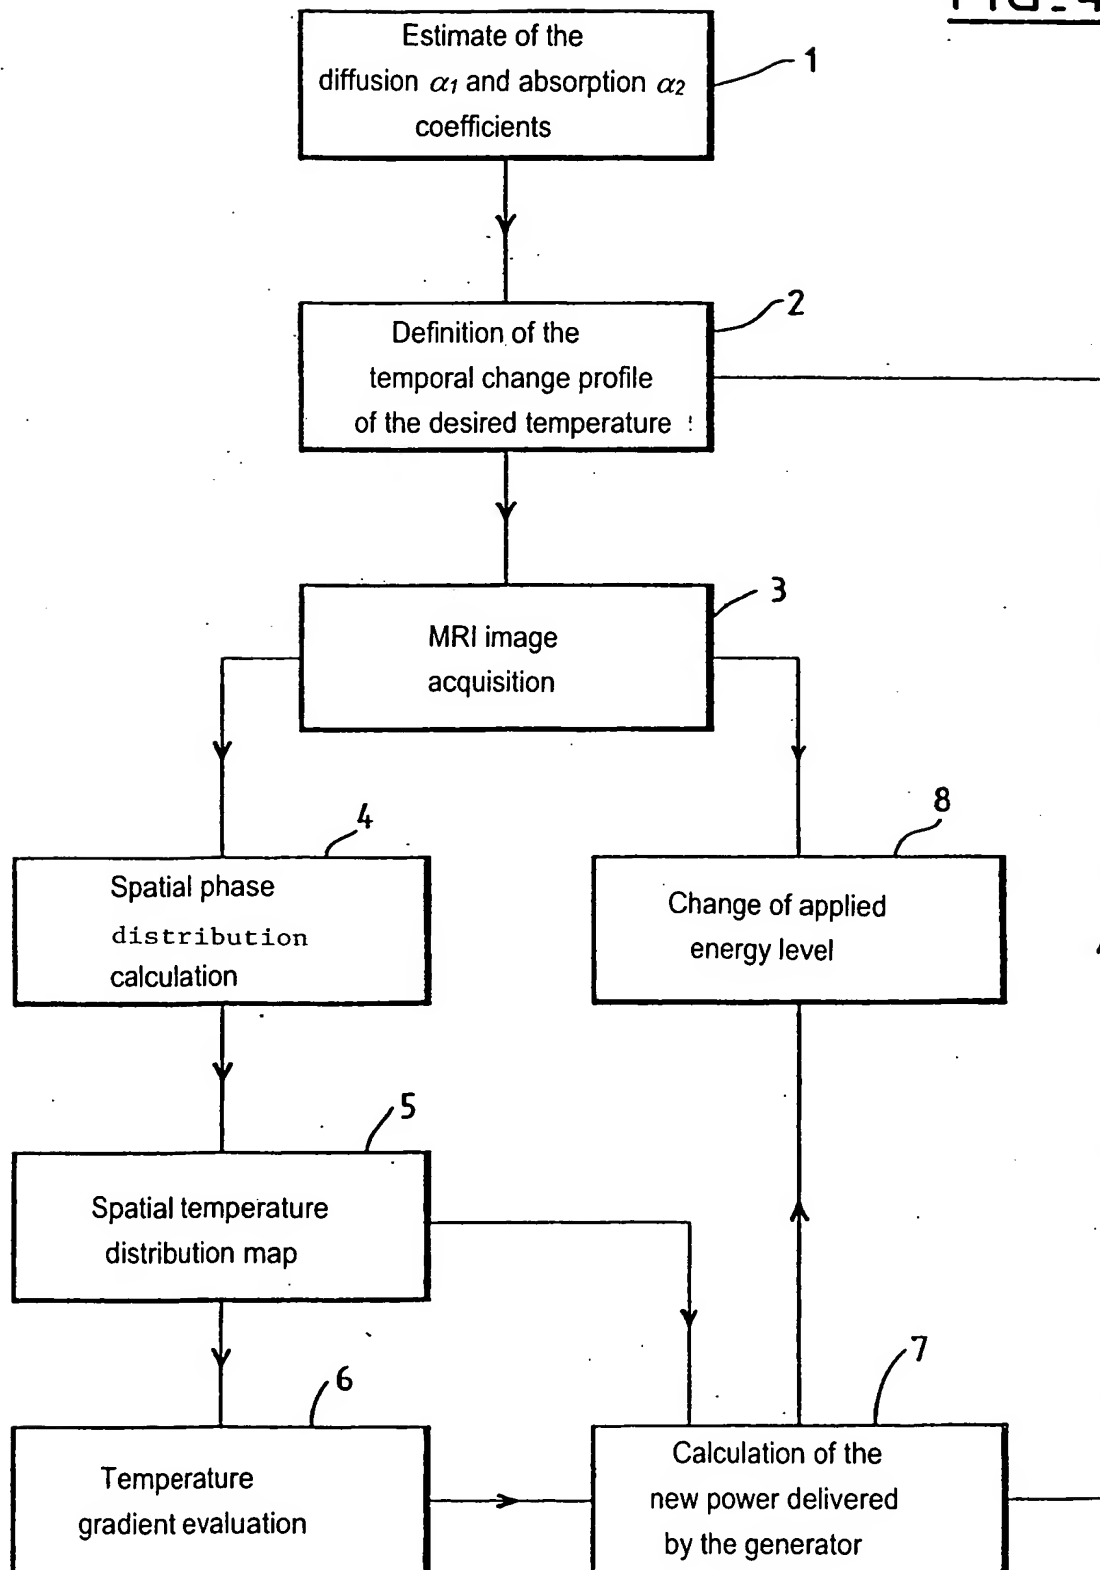 FIG_4
Estimate of the
diffusion α1 and absorption α2
coefficients
1
Definition of the
temporal change profile
of the desired temperature
2
MRI image
acquisition
3
4
Spatial phase
distribution
calculation
8
Change of applied
energy level
5
Spatial temperature
distribution map
6
Temperature
gradient evaluation
7
Calculation of the
new power delivered
by the generator